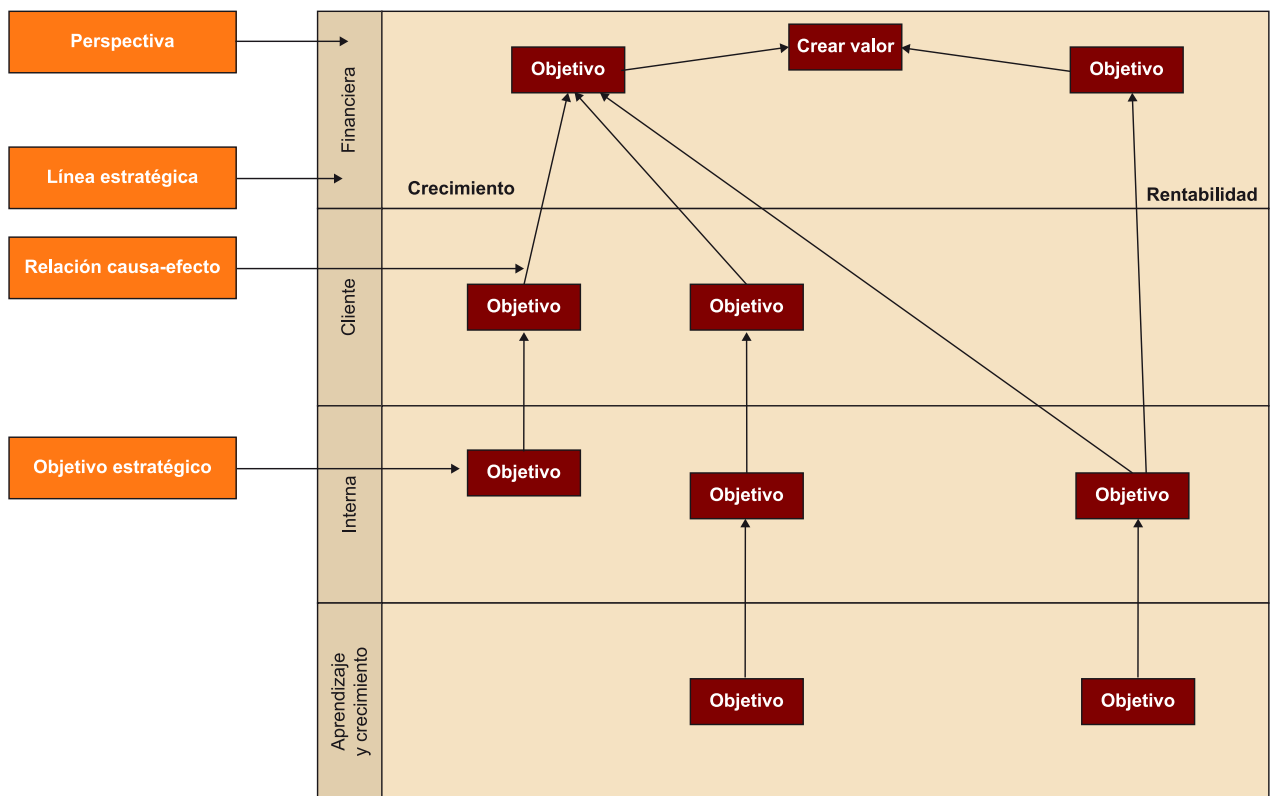 Perspectiva
Línea estratégica
Relación causa-efecto
Objetivo estratégico
Financiera
Crear valor
Objetivo
Objetivo
Crecimiento
Rentabilidad
Cliente
Objetivo
Objetivo
Interna
Objetivo
Objetivo
Objetivo
Aprendizaje
y crecimiento
Objetivo
Objetivo